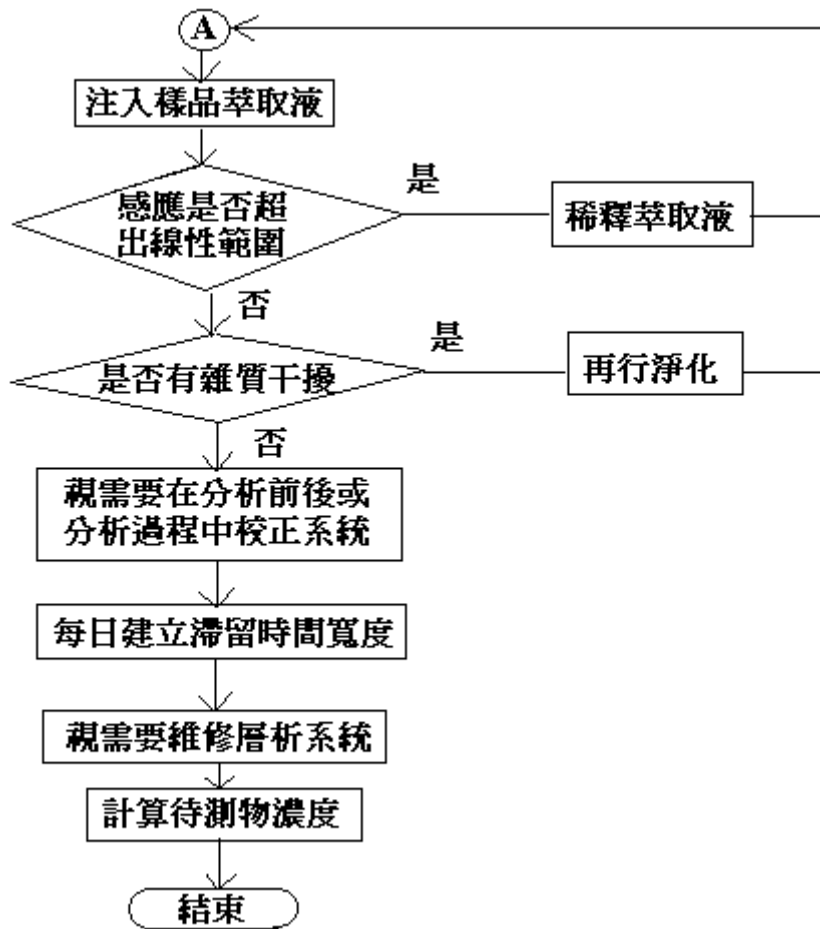 A
注入樣品萃取液
是
感應是否超
出線性範圍
稀釋萃取液
否
是
是否有雜質干擾
再行淨化
否
視需要在分析前後或
分析過程中校正系統
每日建立滯留時間寬度
視需要維修層析系統
計算待測物濃度
結束